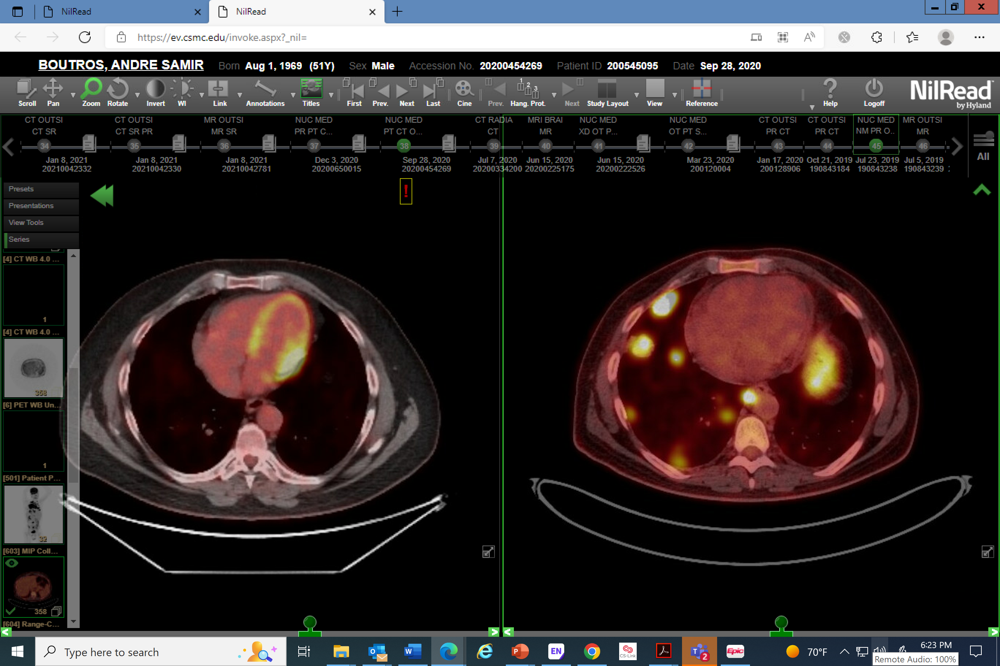 NilRead
NilRead
https://ev.csmc.edu/invoke.aspx?_nil=
BOUTROS, ANDRE SAMIR Born Aug 1, 1969 (51Y) Sex Male Accession No. 20200454269 Patient ID 200545095 Date Sep 28, 2020
Scroll Pan Zoom Rotate Invert Wl Link Annotations Titles First Prev. Next Last Cine Prev. Hang. Prot. Next Study Layout View Reference Help Logoff
1 2 3
NilRead
by Hyland
CT OUTSI CT OUTSI MR OUTSI NUC MED NUC MED CT RADIA MRI BRAI NUC MED NUC MED CT OUTSI CT OUTSI NUC MED MR OUTSI
CT SR CT SR PR MR SR PR PT C... PT CT O... CT MR XD OT P... OT PT S... PR CT PR CT NM PR O.. MR
34 35 36 37 38 39 40 41 42 43 44 45 46
Jan 8, 2021 Jan 8, 2021 Jan 8, 2021 Dec 3, 2020 Sep 28, 2020 Jul 7, 2020 Jun 15, 2020 Jun 15, 2020 Mar 23, 2020 Jan 17, 2020 Oct 21, 2019 Jul 23, 2019 Jul 5, 2019
20210042332 20210042330 20210042781 20200650015 20200454269 20200334200 20200225175 20200222526 200120004 200128906 190843184 190843238 190843239
All
!
Presets
Presentations
View Tools
Series
[4] CT WB 4.0 ...
1
[4] CT WB 4.0 ...
358
[6] PET WB Un...
1
[501] Patient P...
32
[603] MIP Coll...
358
[604] Range-C...
Type here to search
O W P EN CS-Link T 2 Epic
70°F
6:23 PM
Remote Audio: 100%